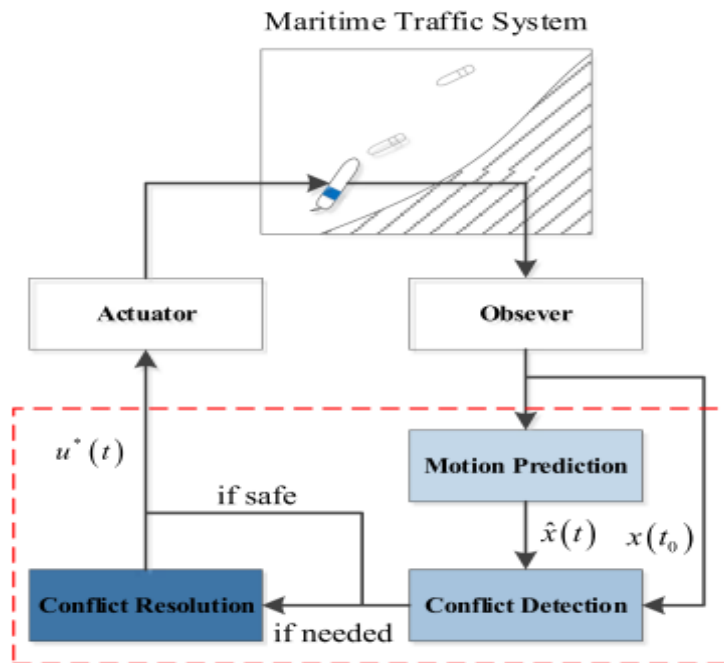 Maritime Traffic System
Actuator
Obsever
u*(t)
Motion Prediction
if safe
x̂(t)
x(t₀)
Conflict Resolution
Conflict Detection
if needed